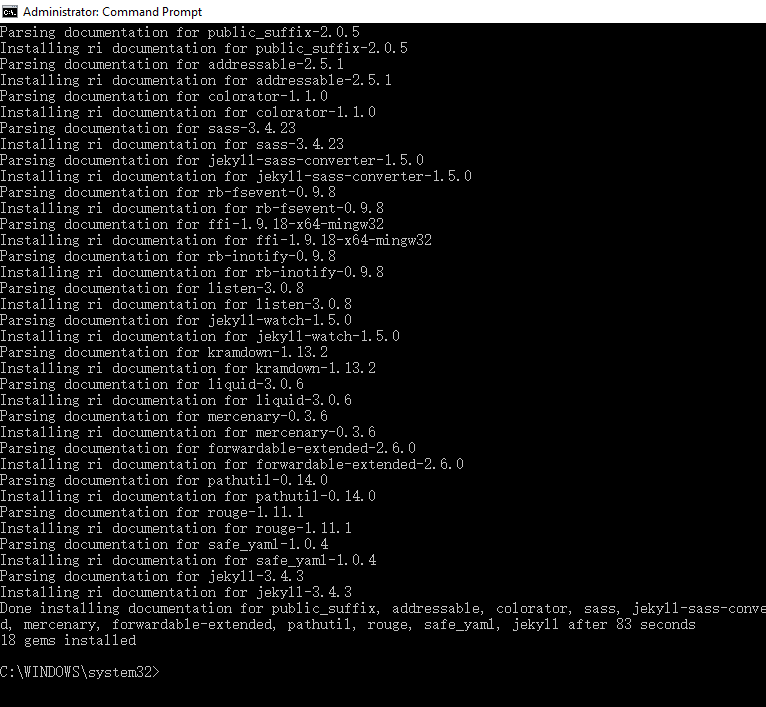 Administrator: Command Prompt
Parsing documentation for public_suffix-2.0.5
Installing ri documentation for public_suffix-2.0.5
Parsing documentation for addressable-2.5.1
Installing ri documentation for addressable-2.5.1
Parsing documentation for colorator-1.1.0
Installing ri documentation for colorator-1.1.0
Parsing documentation for sass-3.4.23
Installing ri documentation for sass-3.4.23
Parsing documentation for jekyll-sass-converter-1.5.0
Installing ri documentation for jekyll-sass-converter-1.5.0
Parsing documentation for rb-fsevent-0.9.8
Installing ri documentation for rb-fsevent-0.9.8
Parsing documentation for ffi-1.9.18-x64-mingw32
Installing ri documentation for ffi-1.9.18-x64-mingw32
Parsing documentation for rb-inotify-0.9.8
Installing ri documentation for rb-inotify-0.9.8
Parsing documentation for listen-3.0.8
Installing ri documentation for listen-3.0.8
Parsing documentation for jekyll-watch-1.5.0
Installing ri documentation for jekyll-watch-1.5.0
Parsing documentation for kramdown-1.13.2
Installing ri documentation for kramdown-1.13.2
Parsing documentation for liquid-3.0.6
Installing ri documentation for liquid-3.0.6
Parsing documentation for mercenary-0.3.6
Installing ri documentation for mercenary-0.3.6
Parsing documentation for forwardable-extended-2.6.0
Installing ri documentation for forwardable-extended-2.6.0
Parsing documentation for pathutil-0.14.0
Installing ri documentation for pathutil-0.14.0
Parsing documentation for rouge-1.11.1
Installing ri documentation for rouge-1.11.1
Parsing documentation for safe_yaml-1.0.4
Installing ri documentation for safe_yaml-1.0.4
Parsing documentation for jekyll-3.4.3
Installing ri documentation for jekyll-3.4.3
Done installing documentation for public_suffix, addressable, colorator, sass, jekyll-sass-conve
d, mercenary, forwardable-extended, pathutil, rouge, safe_yaml, jekyll after 83 seconds
18 gems installed
C:\WINDOWS\system32>